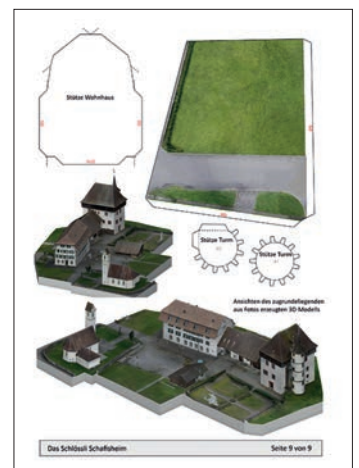 Stütze Wohnhaus
Stütze Turm
Stütze Turm
Ansichten des zugrundeliegenden
aus Fotos erzeugten 3D Modells
Das Schlössli Schafisheim
Seite 9 von 9